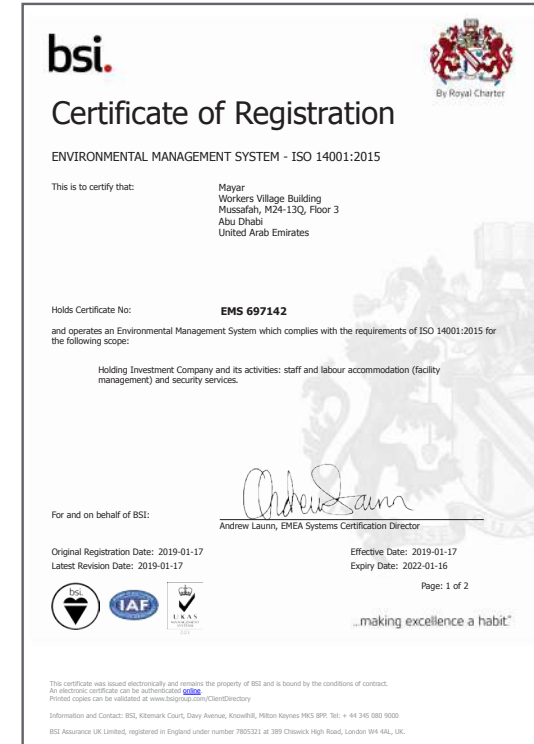 bsi.
By Royal Charter
Certificate of Registration
ENVIRONMENTAL MANAGEMENT SYSTEM - ISO 14001:2015
This is to certify that:
Mayar
Workers Village Building
Mussafah, M24-13Q, Floor 3
Abu Dhabi
United Arab Emirates
Holds Certificate No:
EMS 697142
and operates an Environmental Management System which complies with the requirements of ISO 14001:2015 for
the following scope:
Holding Investment Company and its activities: staff and labour accommodation (facility
management) and security services.
For and on behalf of BSI:
Andrew Launn, EMEA Systems Certification Director
Original Registration Date: 2019-01-17
Effective Date: 2019-01-17
Latest Revision Date: 2019-01-17
Expiry Date: 2022-01-16
Page: 1 of 2
bsi.
IAF
UKAS
MANAGEMENT
SYSTEMS
...making excellence a habit.™
This certificate was issued electronically and remains the property of BSI and is bound by the conditions of contract.
An electronic certificate can be authenticated online.
Printed copies can be validated at www.bsigroup.com/ClientDirectory
Information and Contact: BSI, Kitemark Court, Davy Avenue, Knowlhill, Milton Keynes MK5 8PP. Tel: + 44 345 080 9000
BSI Assurance UK Limited, registered in England under number 7805321 at 389 Chiswick High Road, London W4 4AL, UK.